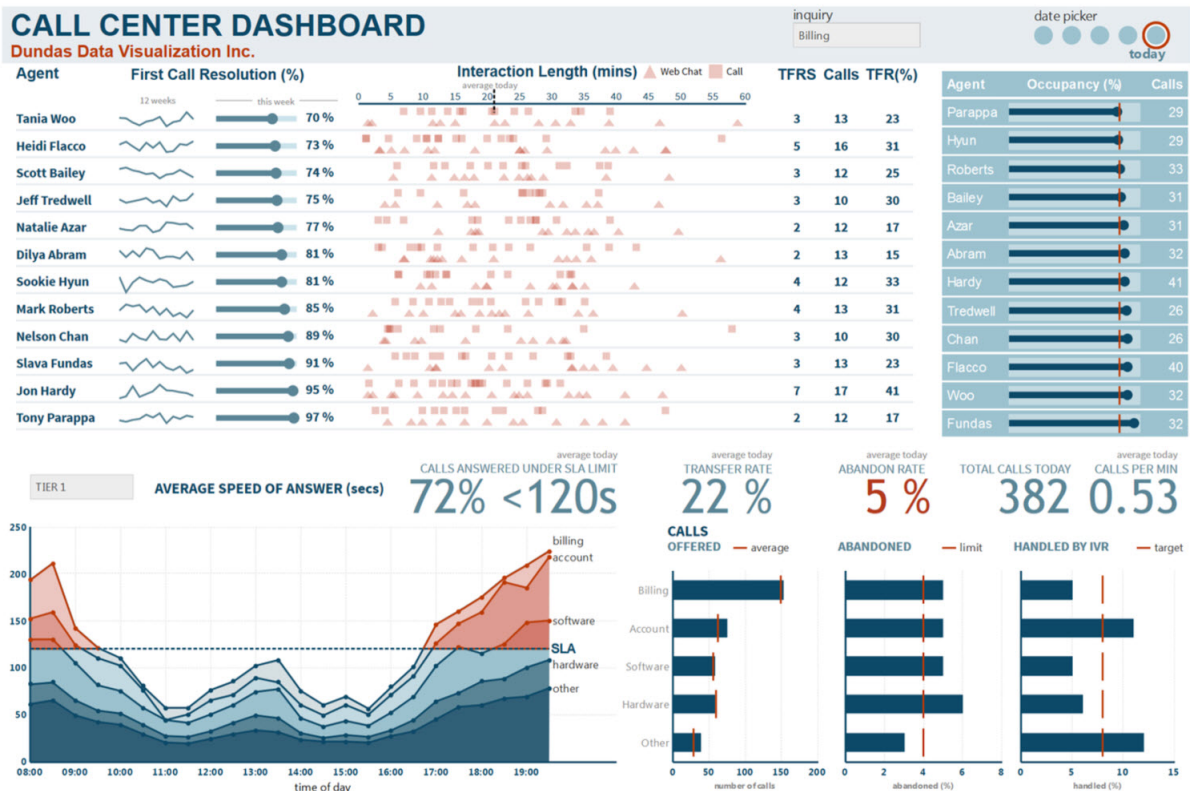 CALL CENTER DASHBOARD
Dundas Data Visualization Inc.
inquiry
Billing
date picker
today
Agent First Call Resolution (%) Interaction Length (mins) Web Chat Call TFRS Calls TFR(%)
average today
12 weeks this week
0 5 10 15 20 25 30 35 40 45 50 55 60
Tania Woo 70 % 3 13 23
Heidi Flacco 73 % 5 16 31
Scott Bailey 74 % 3 12 25
Jeff Tredwell 75 % 3 10 30
Natalie Azar 77 % 2 12 17
Dilya Abram 81 % 2 13 15
Sookie Hyun 81 % 4 12 33
Mark Roberts 85 % 4 13 31
Nelson Chan 89 % 3 10 30
Slava Fundas 91 % 3 13 23
Jon Hardy 95 % 7 17 41
Tony Parappa 97 % 2 12 17
Agent Occupancy (%) Calls
Parappa 29
Hyun 29
Roberts 33
Bailey 31
Azar 31
Abram 32
Hardy 41
Tredwell 26
Chan 26
Flacco 40
Woo 32
Fundas 32
TIER 1
AVERAGE SPEED OF ANSWER (secs)
average today
CALLS ANSWERED UNDER SLA LIMIT
72% <120s
average today
TRANSFER RATE
22 %
average today
ABANDON RATE
5 %
TOTAL CALLS TODAY
382
average today
CALLS PER MIN
0.53
250
200
150
100
50
0
billing
account
software
SLA
hardware
other
08:00 09:00 10:00 11:00 12:00 13:00 14:00 15:00 16:00 17:00 18:00 19:00
time of day
CALLS
OFFERED average
Billing
Account
Software
Hardware
Other
0 50 100 150 200
number of calls
ABANDONED limit
0 2 4 6 8
abandoned (%)
HANDLED BY IVR target
0 5 10 15
handled (%)